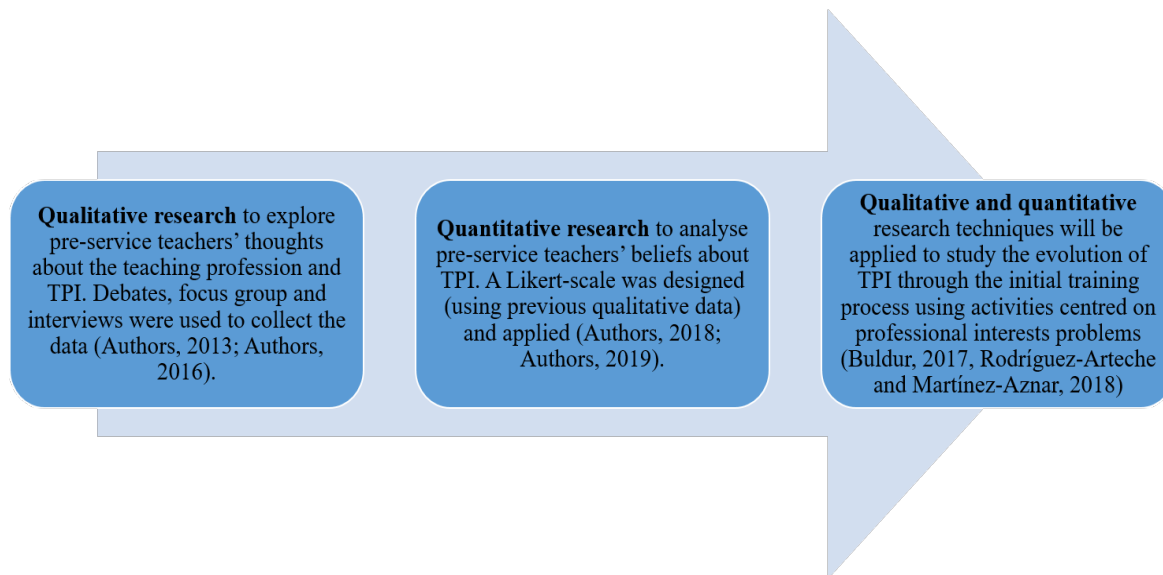 Qualitative research to explore
pre-service teachers' thoughts
about the teaching profession and
TPI. Debates, focus group and
interviews were used to collect the
data (Authors, 2013; Authors,
2016).
Quantitative research to analyse
pre-service teachers' beliefs about
TPI. A Likert-scale was designed
(using previous qualitative data)
and applied (Authors, 2018;
Authors, 2019).
Qualitative and quantitative
research techniques will be
applied to study the evolution of
TPI through the initial training
process using activities centred on
professional interests problems
(Buldur, 2017, Rodríguez-Arteche
and Martínez-Aznar, 2018)